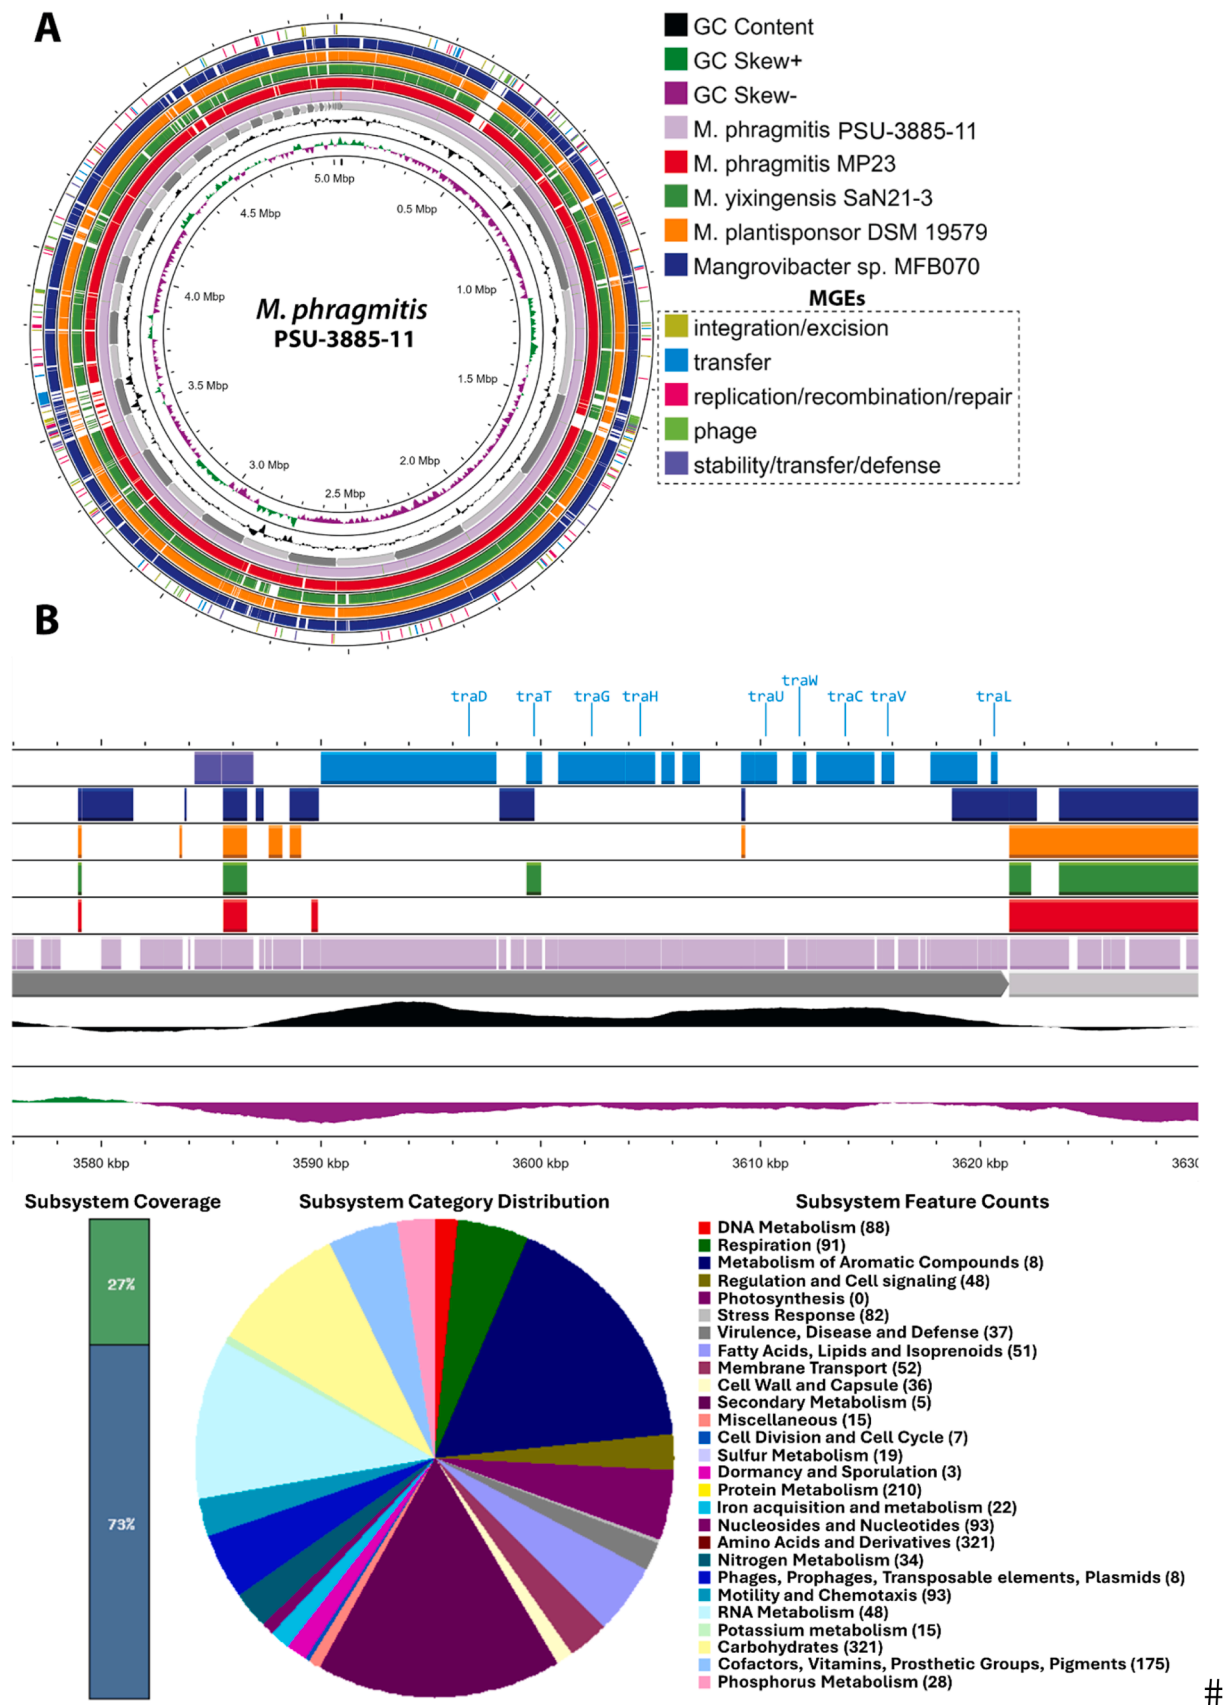 A
GC Content
GC Skew+
GC Skew-
M. phragmitis PSU-3885-11
M. phragmitis MP23
M. yixingensis SaN21-3
M. plantisponsor DSM 19579
Mangrovibacter sp. MFB070
MGEs
integration/excision
transfer
replication/recombination/repair
phage
stability/transfer/defense
5.0 Mbp
0.5 Mbp
1.0 Mbp
1.5 Mbp
2.0 Mbp
2.5 Mbp
3.0 Mbp
3.5 Mbp
4.0 Mbp
4.5 Mbp
M. phragmitis
PSU-3885-11
B
traD traT traG traH traU traW traC traV traL
3580 kbp 3590 kbp 3600 kbp 3610 kbp 3620 kbp 3630
Subsystem Coverage
27%
73%
Subsystem Category Distribution
Subsystem Feature Counts
DNA Metabolism (88)
Respiration (91)
Metabolism of Aromatic Compounds (8)
Regulation and Cell signaling (48)
Photosynthesis (0)
Stress Response (82)
Virulence, Disease and Defense (37)
Fatty Acids, Lipids and Isoprenoids (51)
Membrane Transport (52)
Cell Wall and Capsule (36)
Secondary Metabolism (5)
Miscellaneous (15)
Cell Division and Cell Cycle (7)
Sulfur Metabolism (19)
Dormancy and Sporulation (3)
Protein Metabolism (210)
Iron acquisition and metabolism (22)
Nucleosides and Nucleotides (93)
Amino Acids and Derivatives (321)
Nitrogen Metabolism (34)
Phages, Prophages, Transposable elements, Plasmids (8)
Motility and Chemotaxis (93)
RNA Metabolism (48)
Potassium metabolism (15)
Carbohydrates (321)
Cofactors, Vitamins, Prosthetic Groups, Pigments (175)
Phosphorus Metabolism (28)
#